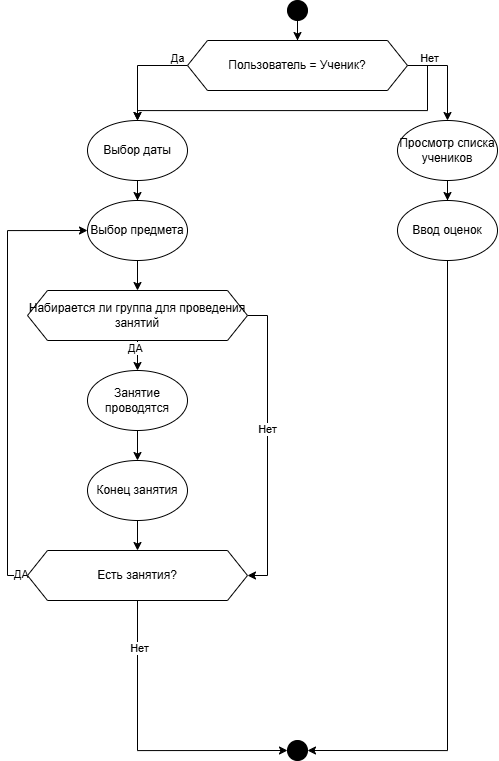 Да
Пользователь = Ученик?
Нет
Выбор даты
Просмотр списка
учеников
Выбор предмета
Ввод оценок
Набирается ли группа для проведения
занятий
ДА
Занятие
проводятся
Нет
Конец занятия
Есть занятия?
ДА
Нет